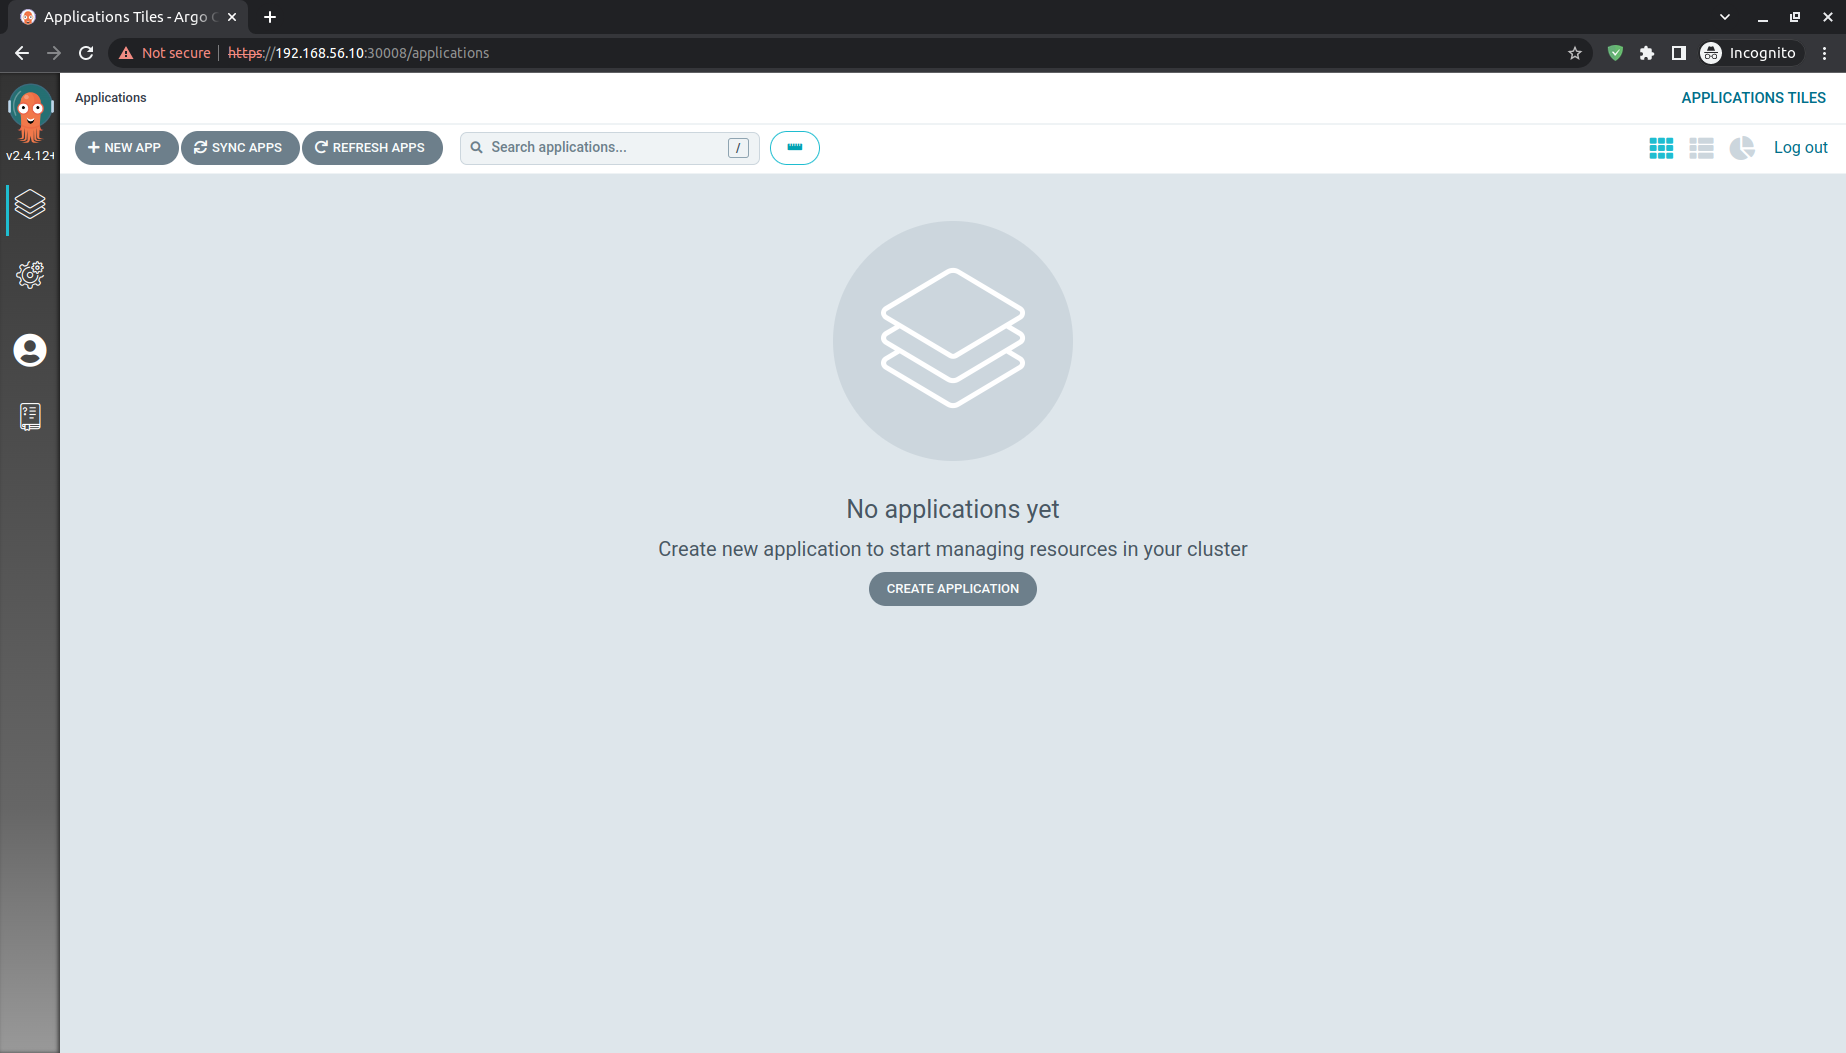 Applications Tiles - Argo
Not secure https://192.168.56.10:30008/applications
Incognito
Applications
APPLICATIONS TILES
v2.4.12+
NEW APP
SYNC APPS
REFRESH APPS
Search applications...
/
Log out
No applications yet
Create new application to start managing resources in your cluster
CREATE APPLICATION